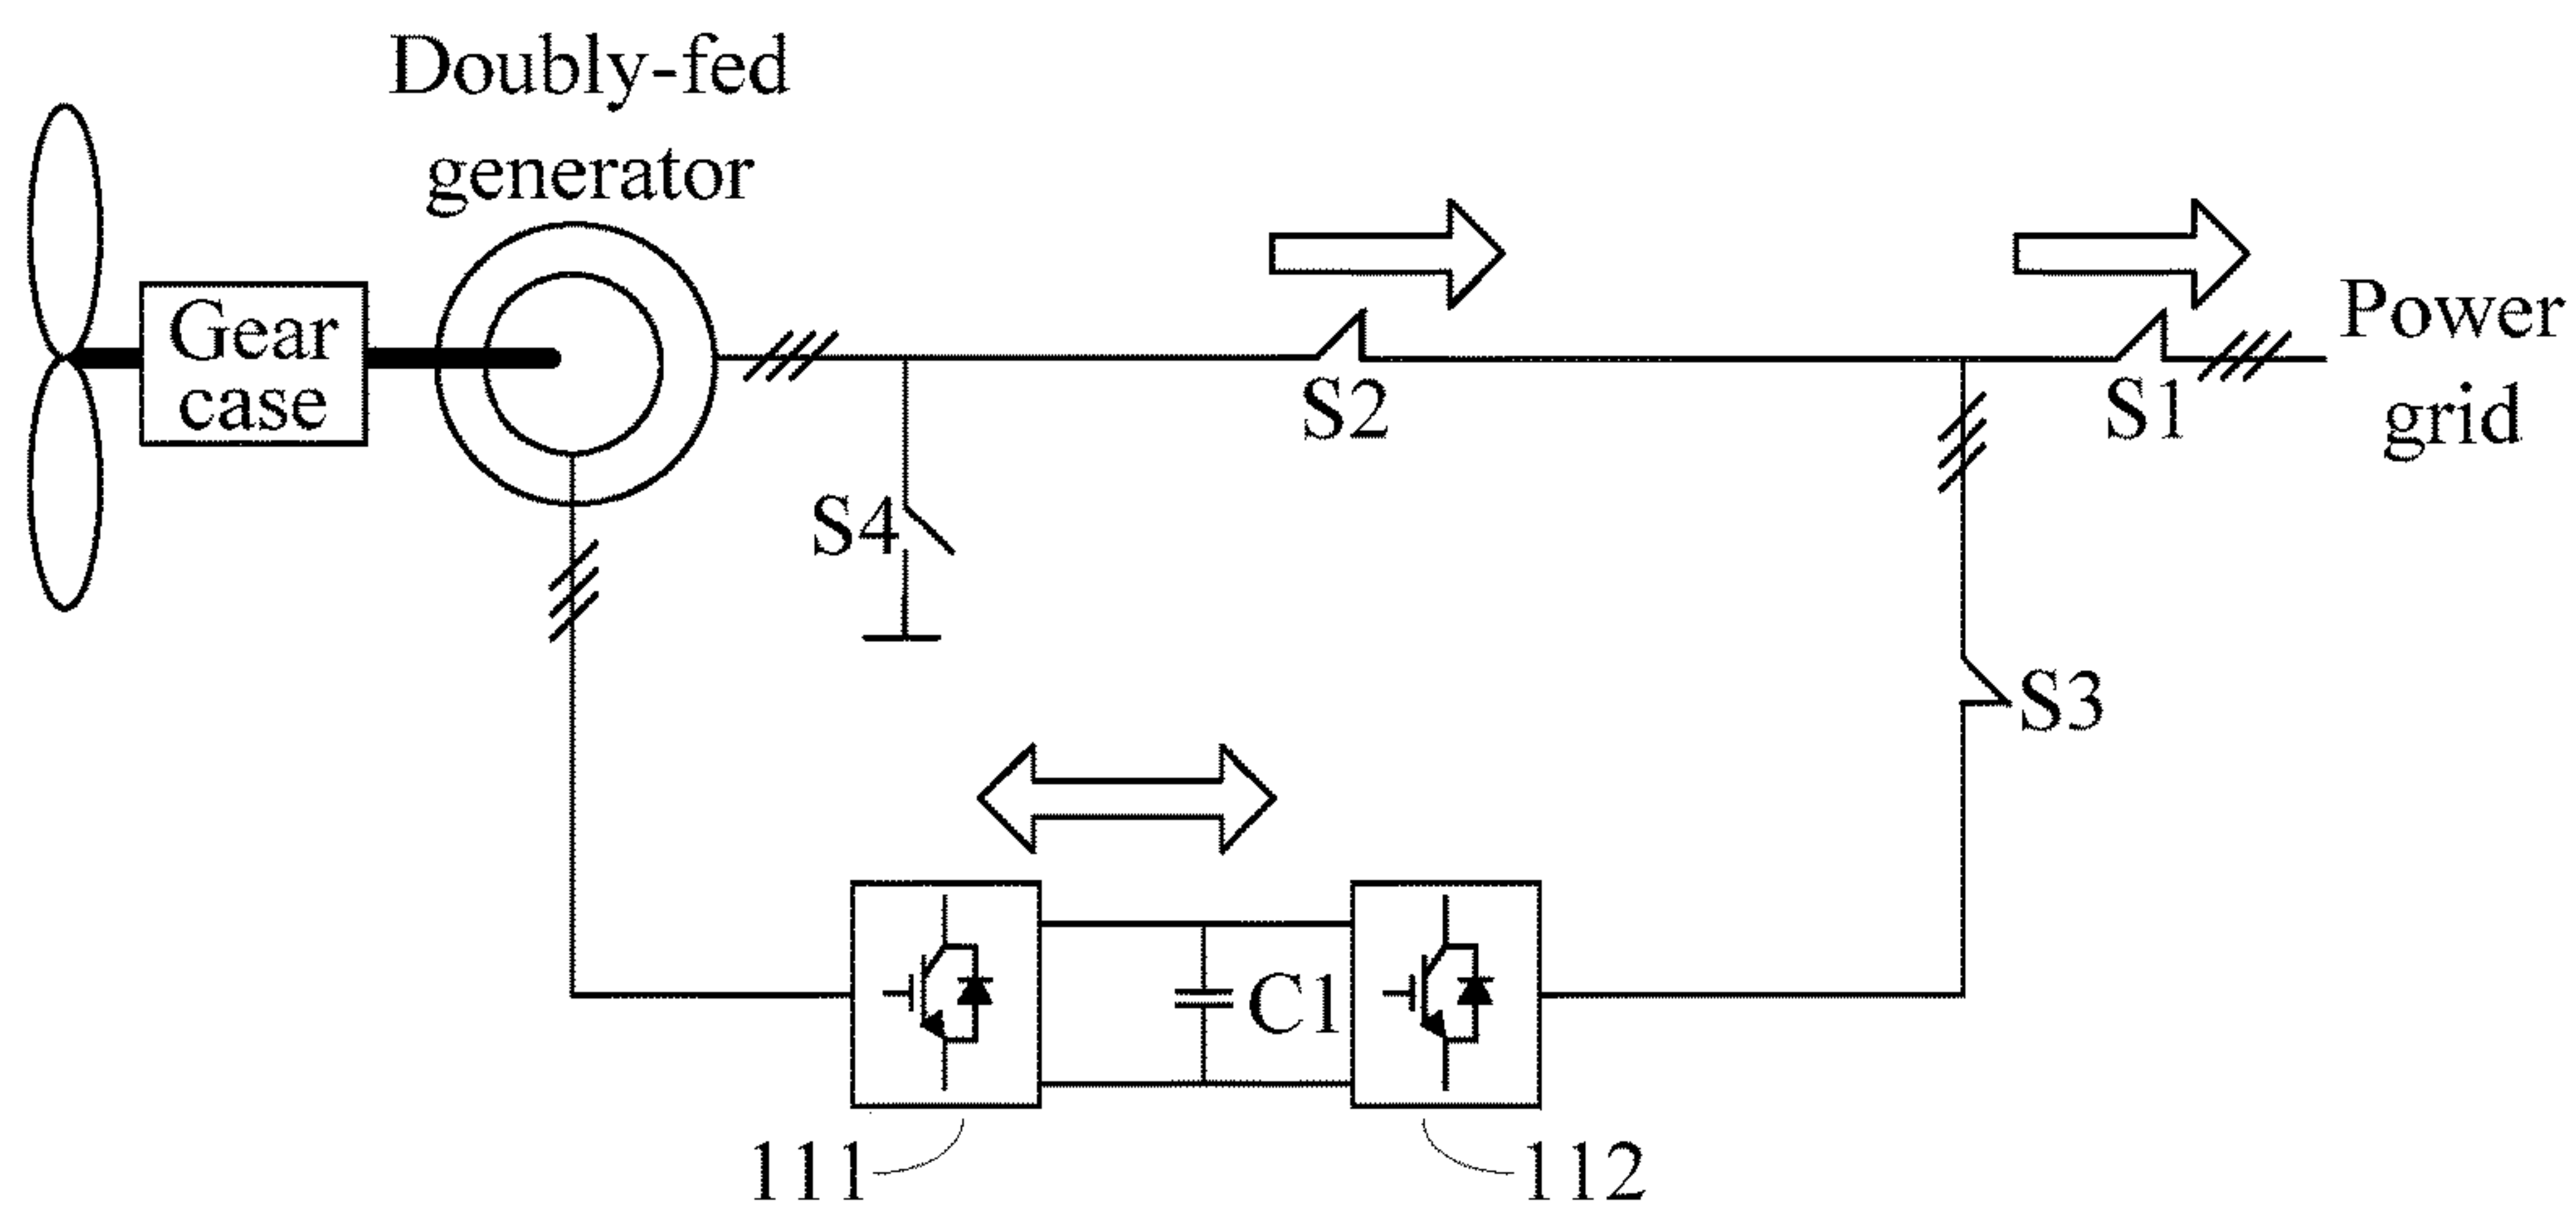 Doubly-fed
generator
Gear
case
Power
grid
S2
S1
S4
S3
C1
111
112